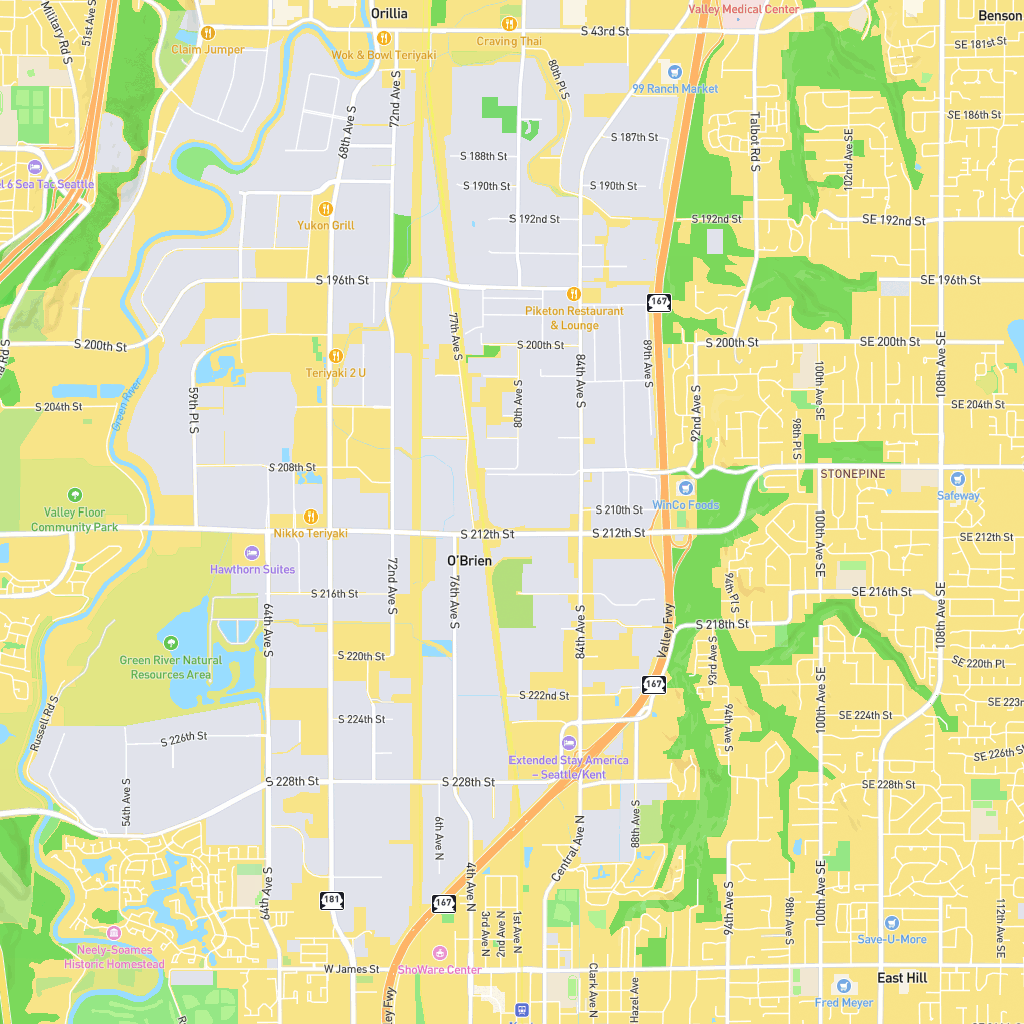 Orillia
Valley Medical Center
Benson
Military Rd S
51st Ave S
Claim Jumper
Wok & Bowl Teriyaki
Craving Thai
S 43rd St
SE 181st St
80th Pl S
99 Ranch Market
72nd Ave S
68th Ave S
S 187th St
Talbot Rd S
SE 186th St
102nd Ave SE
S 188th St
el 6 Sea Tac Seattle
S 190th St
S 190th St
Yukon Grill
S 192nd St
S 192nd St
SE 192nd St
S 196th St
SE 196th St
167
Piketon Restaurant
& Lounge
77th Ave S
S 200th St
S 200th St
S 200th St
SE 200th St
89th Ave S
84th Ave S
108th Ave SE
100th Ave SE
Teriyaki 2 U
59th Pl S
80th Ave S
92nd Ave S
S 204th St
SE 204th St
Green River
98th Pl S
S 208th St
STONEPINE
WinCo Foods
Safeway
Valley Floor
Community Park
S 210th St
Nikko Teriyaki
S 212th St
S 212th St
SE 212th St
100th Ave SE
O'Brien
Hawthorn Suites
72nd Ave S
76th Ave S
94th Pl S
S 216th St
SE 216th St
64th Ave S
84th Ave S
Valley Fwy
S 218th St
108th Ave SE
Green River Natural
Resources Area
S 220th St
93rd Ave S
SE 220th Pl
167
S 222nd St
100th Ave SE
Russell Rd S
S 224th St
94th Ave S
SE 224th St
SE 223r
S 226th St
SE 226th St
Extended Stay America
– Seattle/Kent
S 228th St
S 228th St
SE 228th St
54th Ave S
6th Ave N
88th Ave S
Central Ave N
64th Ave S
4th Ave N
181
167
94th Ave S
98th Ave S
100th Ave SE
112th Ave SE
3rd Ave N
2nd Ave N
1st Ave N
Neely-Soames
Historic Homestead
Save-U-More
W James St
ShoWare Center
Clark Ave N
Hazel Ave
East Hill
Fred Meyer